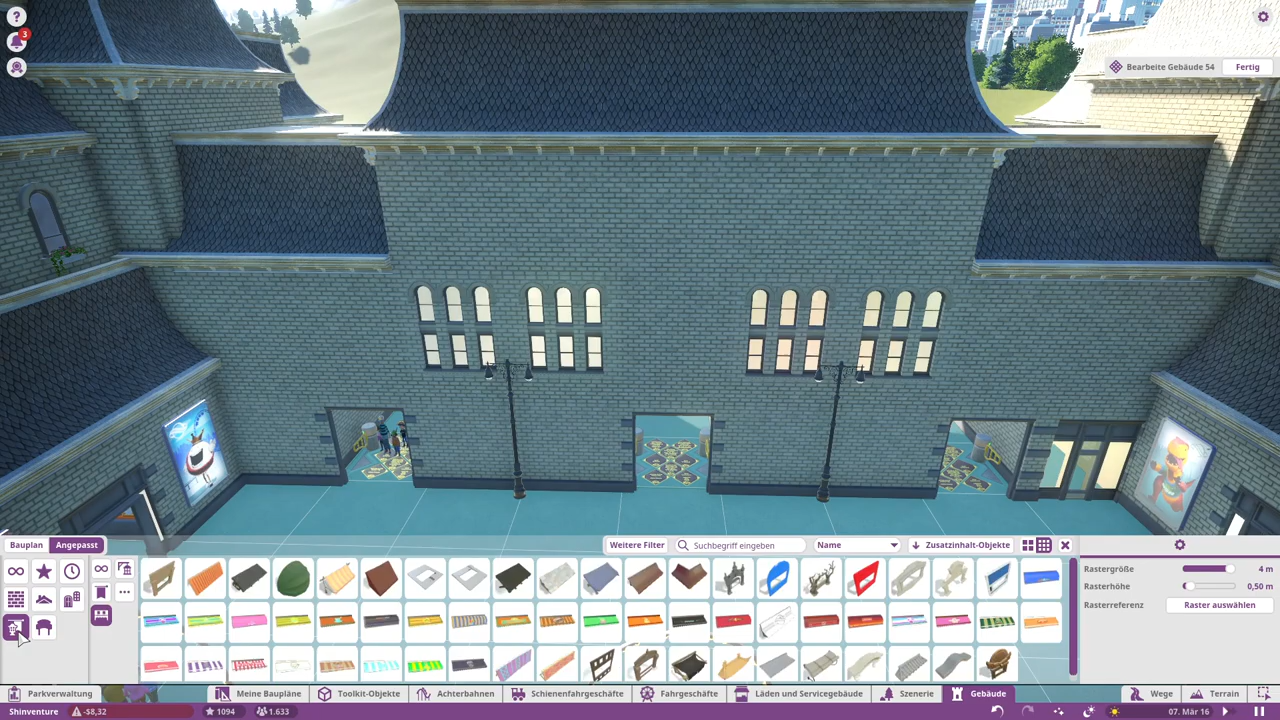 3
Bearbeite Gebäude 54
Fertig
Bauplan
Angepasst
Weitere Filter
Suchbegriff eingeben
Name
Zusatzinhalt-Objekte
Rastergröße
4 m
Rasterhöhe
0,50 m
Rasterreferenz
Raster auswählen
Parkverwaltung
Meine Baupläne
Toolkit-Objekte
Achterbahnen
Schienenfahrgeschäfte
Fahrgeschäfte
Läden und Servicegebäude
Szenerie
Gebäude
Wege
Terrain
Shinventure
-58,32
1094
1.633
07. Mär 16